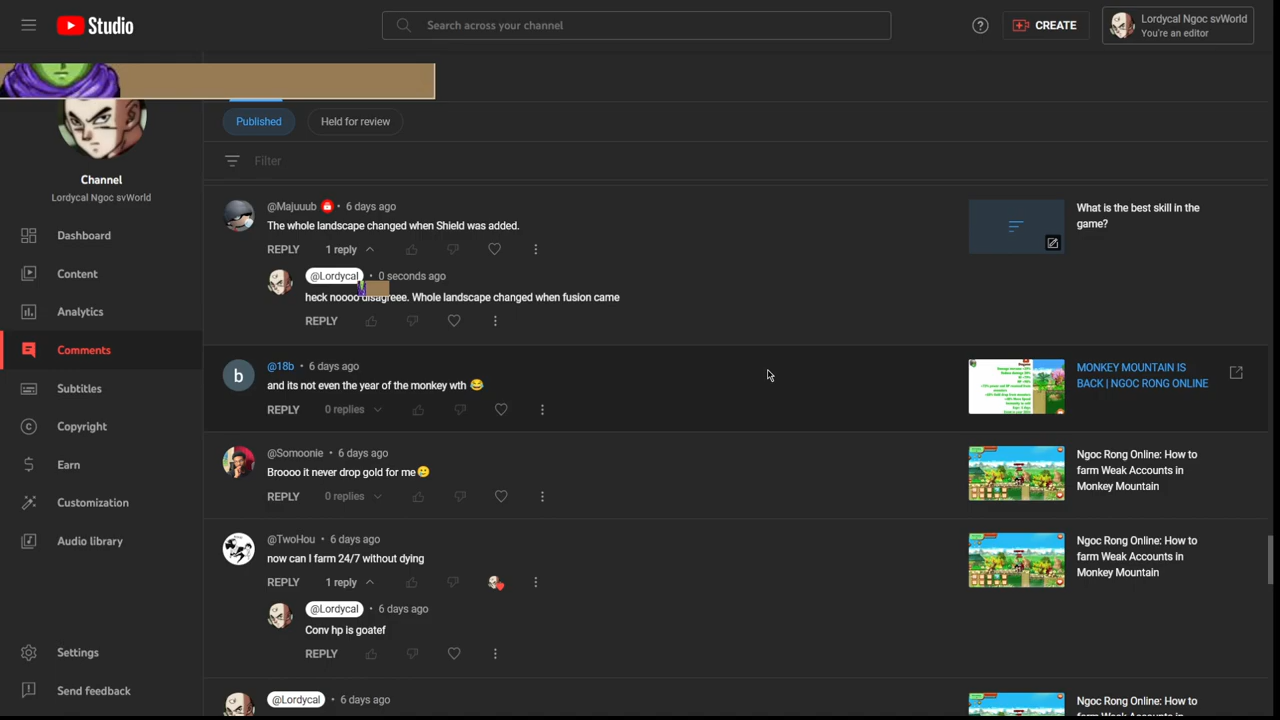 Studio
Search across your channel
CREATE
Lordycal Ngoc svWorld
You're an editor
Published
Held for review
Filter
Channel
Lordycal Ngoc svWorld
Dashboard
Content
Analytics
Comments
Subtitles
Copyright
Earn
Customization
Audio library
Settings
Send feedback
@Majuuub • 6 days ago
The whole landscape changed when Shield was added.
REPLY 1 reply
What is the best skill in the
game?
@Lordycal • 0 seconds ago
heck noooo disagreee. Whole landscape changed when fusion came
REPLY
b
@18b • 6 days ago
and its not even the year of the monkey wth 😂
REPLY 0 replies
MONKEY MOUNTAIN IS
BACK | NGOC RONG ONLINE
@Somoonie • 6 days ago
Broooo it never drop gold for me🥲
REPLY 0 replies
Ngoc Rong Online: How to
farm Weak Accounts in
Monkey Mountain
@TwoHou • 6 days ago
now can I farm 24/7 without dying
REPLY 1 reply
Ngoc Rong Online: How to
farm Weak Accounts in
Monkey Mountain
@Lordycal • 6 days ago
Conv hp is goatef
REPLY
@Lordycal • 6 days ago
Ngoc Rong Online: How to
farm Weak Accounts in